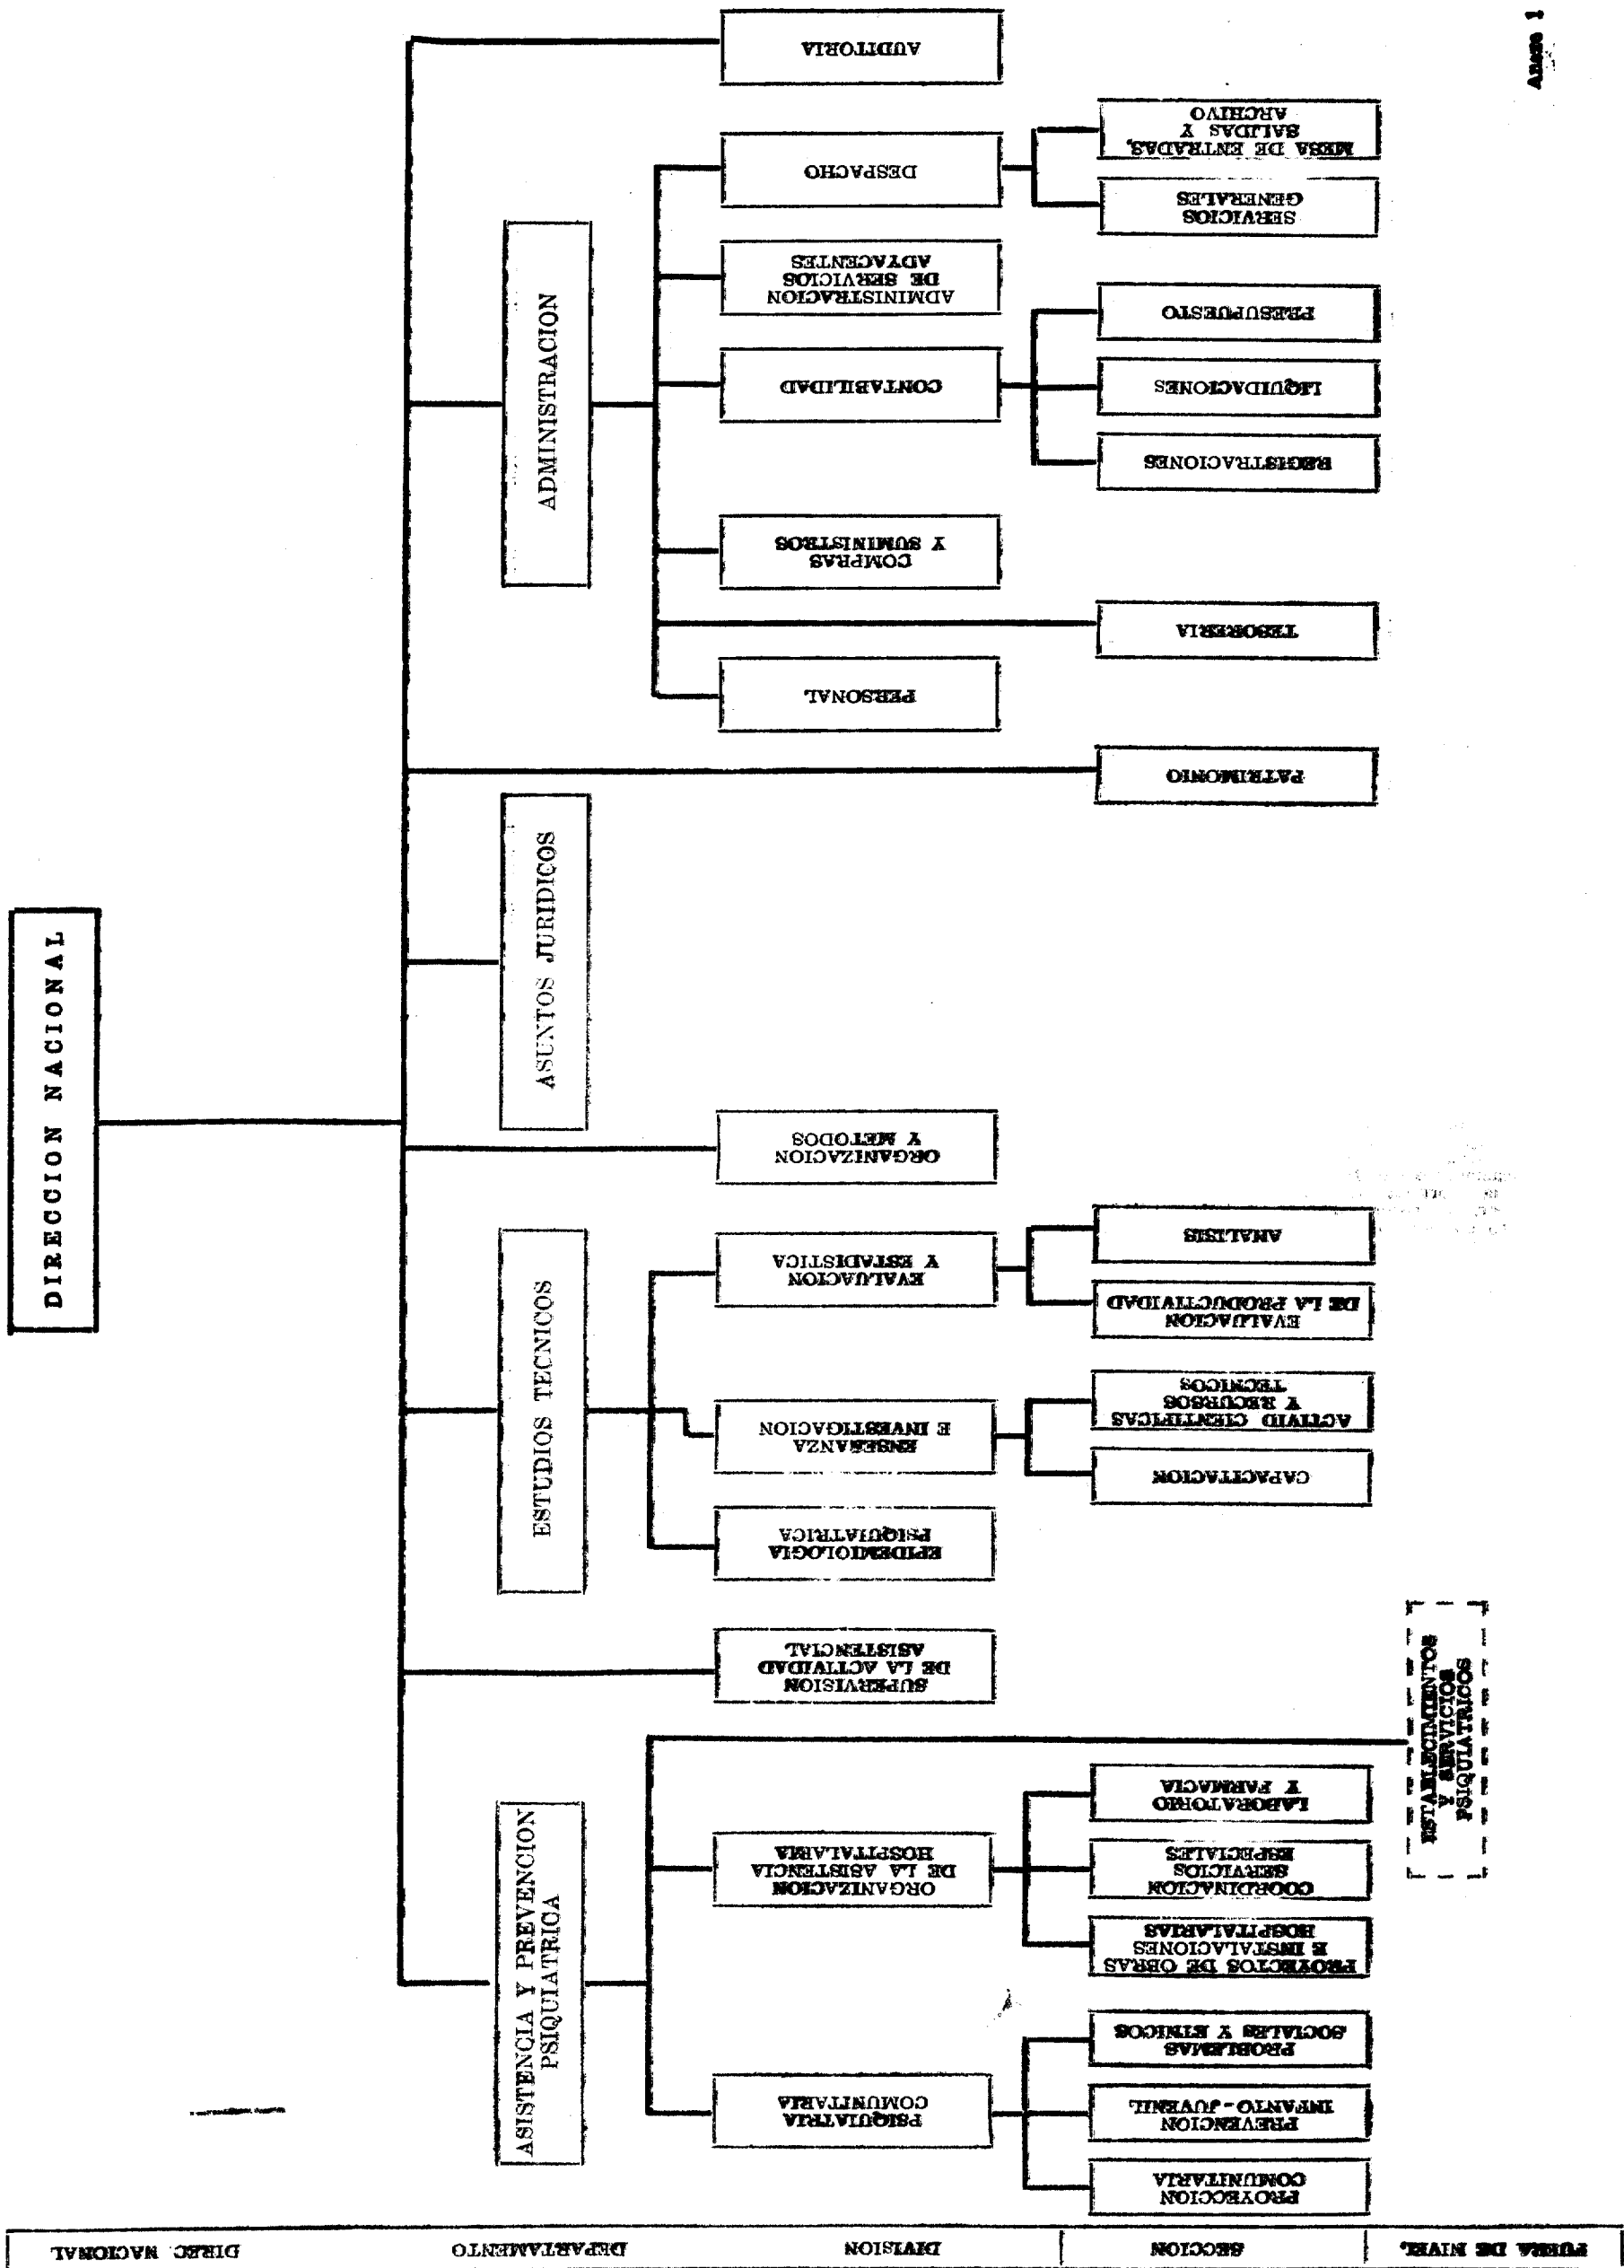 Anexo 1
DIRECCION NACIONAL
ASISTENCIA Y PREVENCION
PSIQUIATRICA
ESTUDIOS TECNICOS
ASUNTOS JURIDICOS
ADMINISTRACION
PSIQUIATRIA
COMUNITARIA
ORGANIZACION
DE LA ASISTENCIA
HOSPITALARIA
SUPERVISION
DE LA ACTIVIDAD
ASISTENCIAL
EPIDEMIOLOGIA
PSIQUIATRICA
ENSEÑANZA
E INVESTIGACION
EVALUACION
Y ESTADISTICA
ORGANIZACION
Y METODOS
PERSONAL
COMPRAS
Y SUMINISTROS
CONTABILIDAD
ADMINISTRACION
DE SERVICIOS
ADYACENTES
DESPACHO
AUDITORIA
PROYECCION
COMUNITARIA
PREVENCION
INFANTO-JUVENIL
PROBLEMAS
SOCIALES Y ETNICOS
PROYECTOS DE OBRAS
E INSTALACIONES
HOSPITALARIAS
COORDINACION
SERVICIOS
ESPECIALES
LABORATORIO
Y FARMACIA
CAPACITACION
ACTIVID CIENTIFICAS
Y RECURSOS
TECNICOS
EVALUACION
DE LA PRODUCTIVIDAD
ANALISIS
PATRIMONIO
TESORERIA
REGISTRACIONES
LIQUIDACIONES
PRESUPUESTO
SERVICIOS
GENERALES
MESA DE ENTRADAS,
SALIDAS Y
ARCHIVO
ESTABLECIMIENTOS
Y SERVICIOS
PSIQUIATRICOS
DIREC NACIONAL
DEPARTAMENTO
DIVISION
SECCION
FUERA DE NIVEL